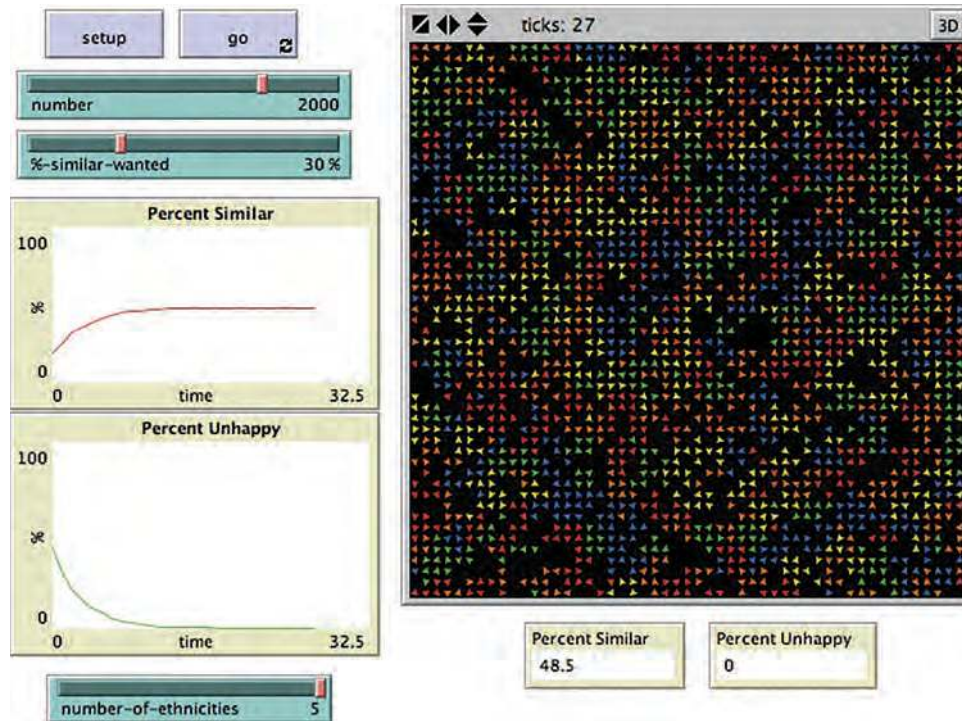 setup
go
ticks: 27
3D
number 2000
%-similar-wanted 30 %
Percent Similar
100
%
0
0 time 32.5
Percent Unhappy
100
%
0
0 time 32.5
number-of-ethnicities 5
Percent Similar
48.5
Percent Unhappy
0